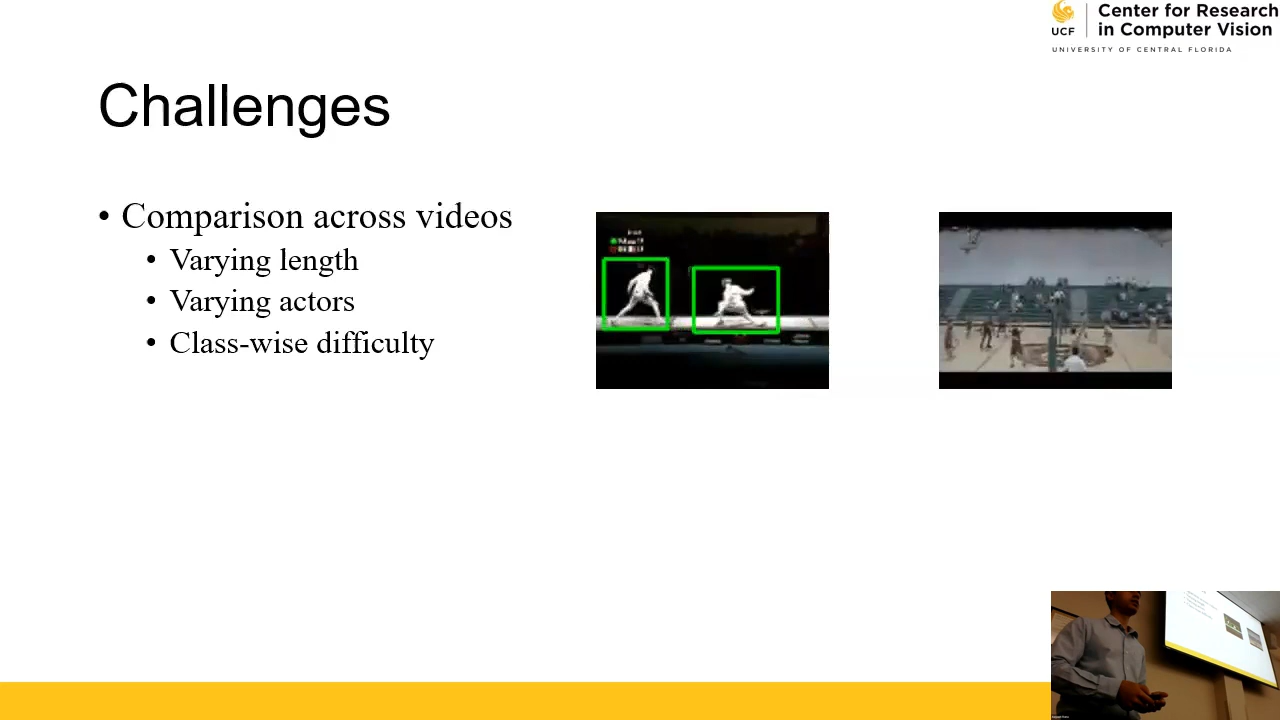 Center for Research
in Computer Vision
UCF
UNIVERSITY OF CENTRAL FLORIDA
Challenges
• Comparison across videos
• Varying length
• Varying actors
• Class-wise difficulty